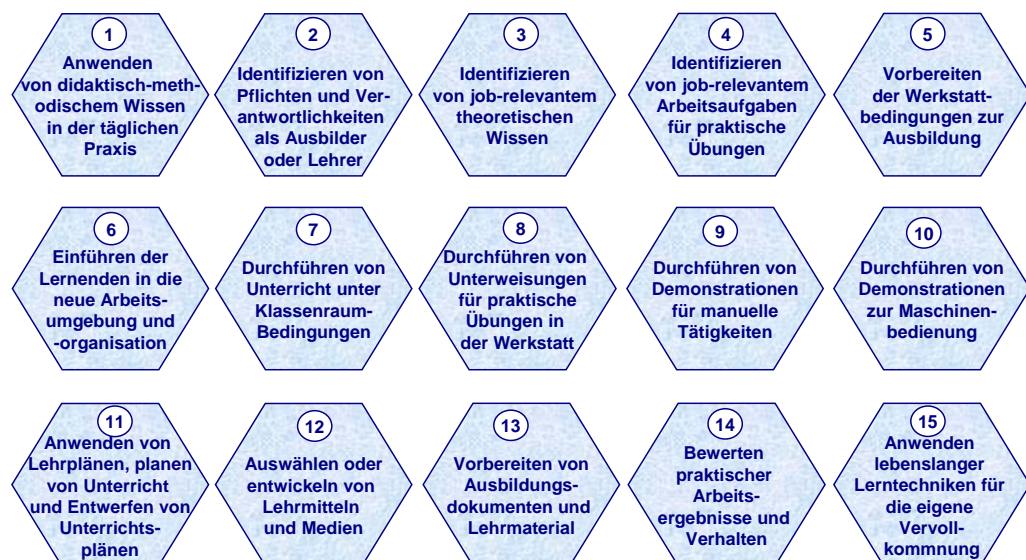 1
Anwenden
von didaktisch-meth-
odischem Wissen
in der täglichen
Praxis
2
Identifizieren von
Pflichten und Ver-
antwortlichkeiten
als Ausbilder
oder Lehrer
3
Identifizieren
von job-relevantem
theoretischen
Wissen
4
Identifizieren
von job-relevantem
Arbeitsaufgaben
für praktische
Übungen
5
Vorbereiten
der Werkstatt-
bedingungen zur
Ausbildung
6
Einführen der
Lernenden in die
neue Arbeits-
umgebung und
-organisation
7
Durchführen von
Unterricht unter
Klassenraum-
Bedingungen
8
Durchführen von
Unterweisungen
für praktische
Übungen in
der Werkstatt
9
Durchführen von
Demonstrationen
für manuelle
Tätigkeiten
10
Durchführen von
Demonstrationen
zur Maschinen-
bedienung
11
Anwenden von
Lehrplänen, planen
von Unterricht
und Entwerfen von
Unterrichts-
plänen
12
Auswählen oder
entwickeln von
Lehrmitteln
und Medien
13
Vorbereiten von
Ausbildungs-
dokumenten und
Lehrmaterial
14
Bewerten
praktischer
Arbeits-
ergebnisse und
Verhalten
15
Anwenden
lebenslanger
Lerntechniken für
die eigene
Vervoll-
kommnung